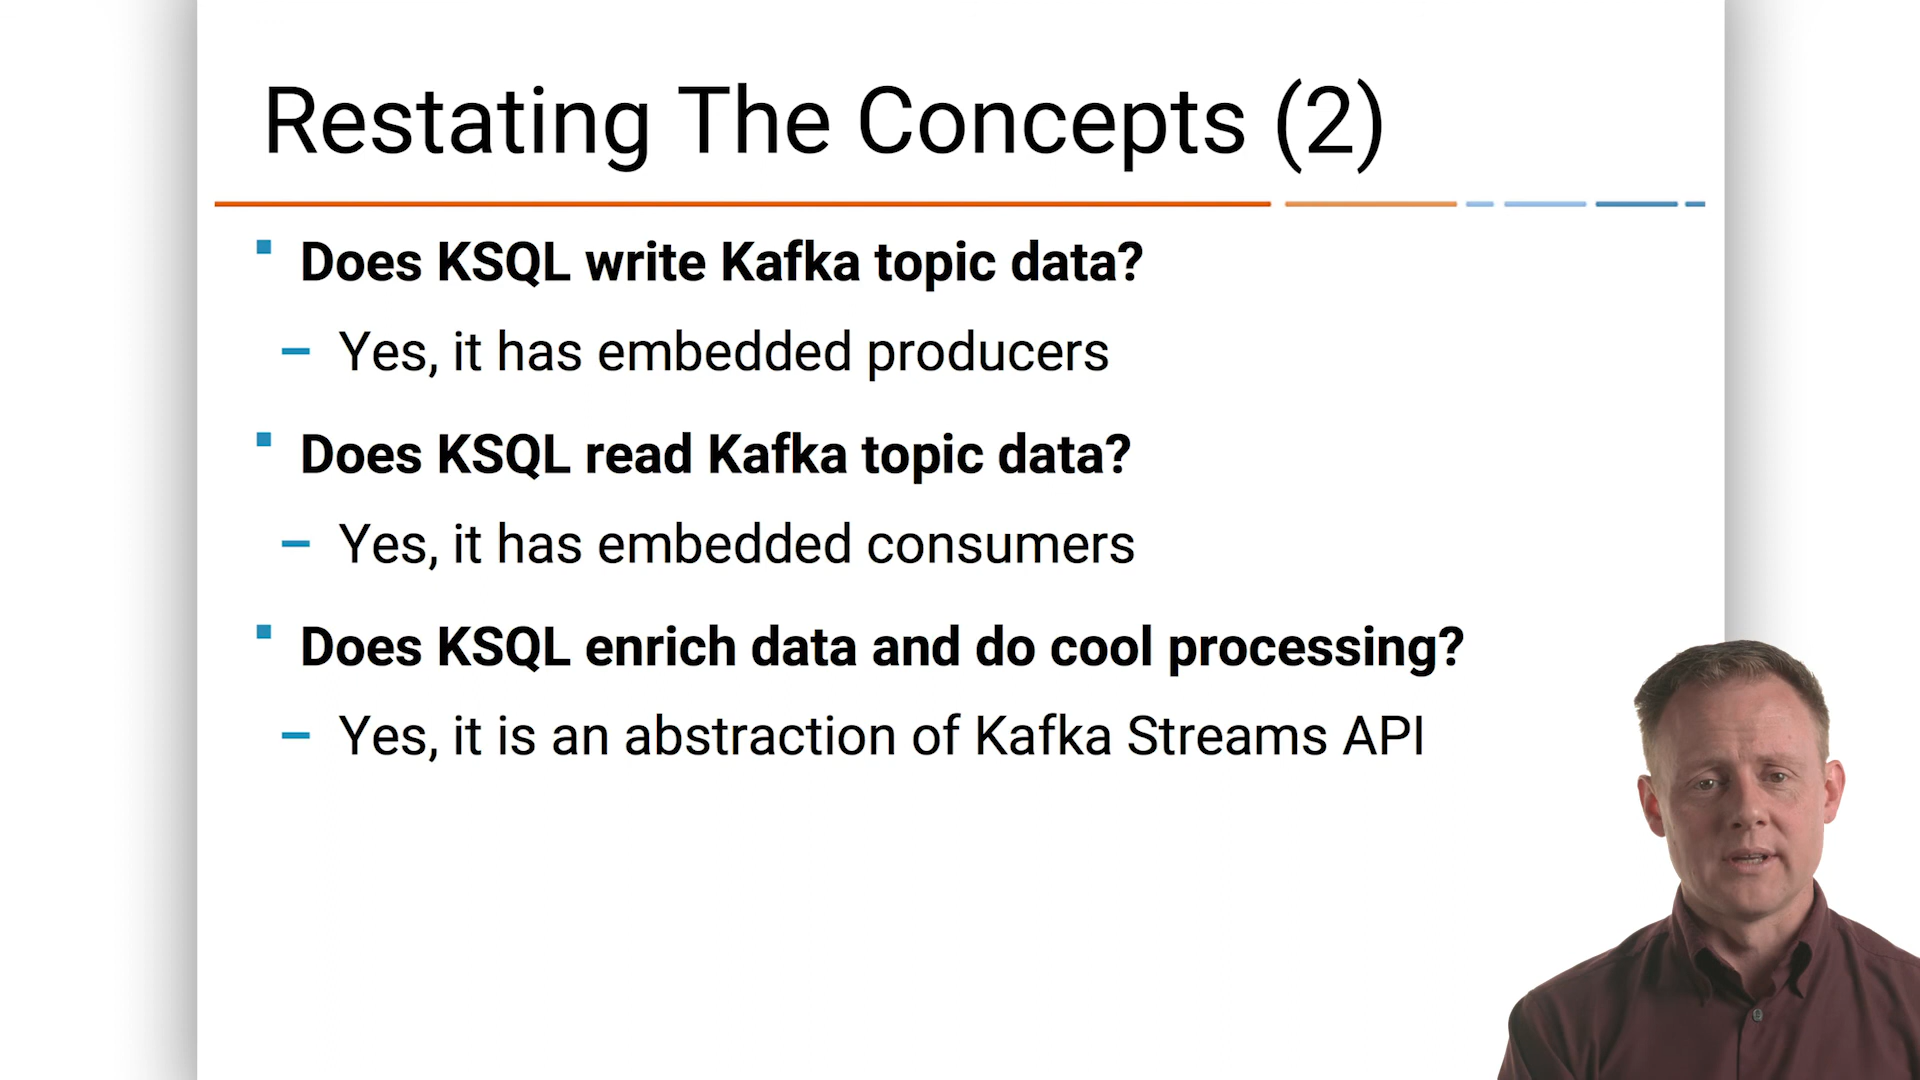 Restating The Concepts (2)
Does KSQL write Kafka topic data?
– Yes, it has embedded producers
Does KSQL read Kafka topic data?
– Yes, it has embedded consumers
Does KSQL enrich data and do cool processing?
– Yes, it is an abstraction of Kafka Streams API